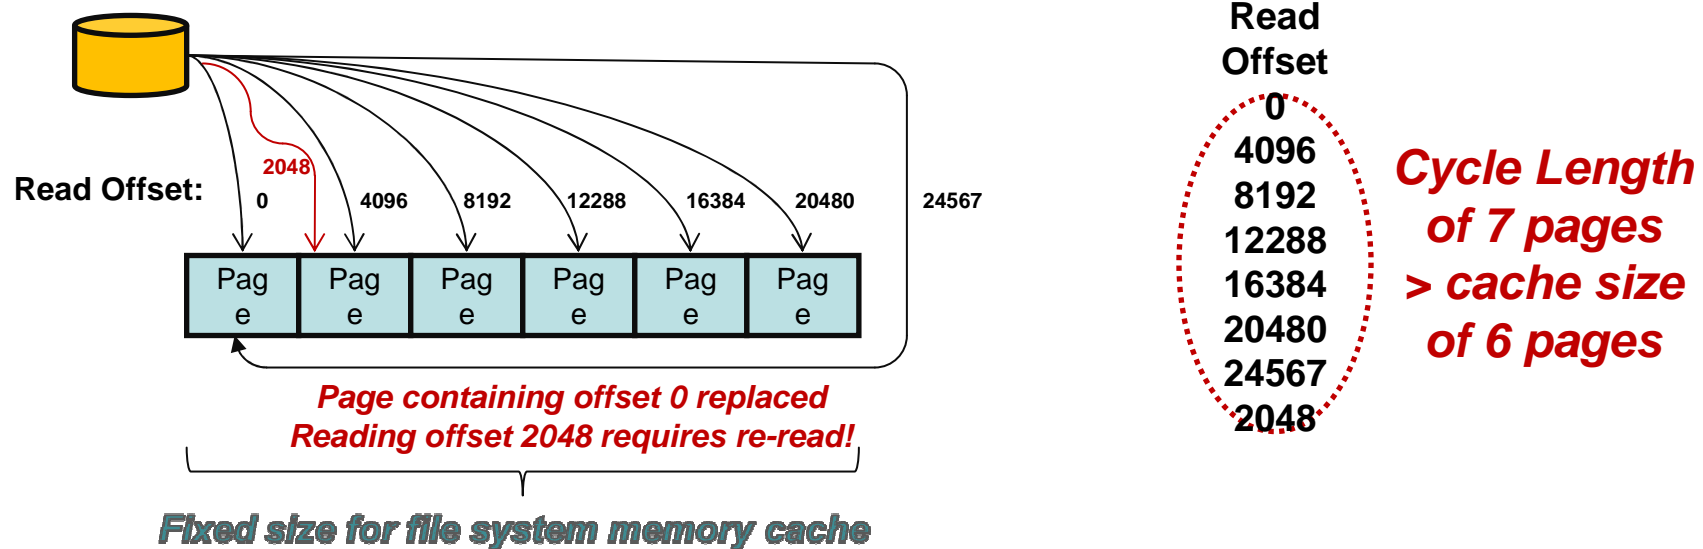 2048
Read Offset:
0
4096
8192
12288
16384
20480
24567
Pag
e
Pag
e
Pag
e
Pag
e
Pag
e
Pag
e
Page containing offset 0 replaced
Reading offset 2048 requires re-read!
Fixed size for file system memory cache
Read
Offset
0
4096
8192
12288
16384
20480
24567
2048
Cycle Length
of 7 pages
> cache size
of 6 pages